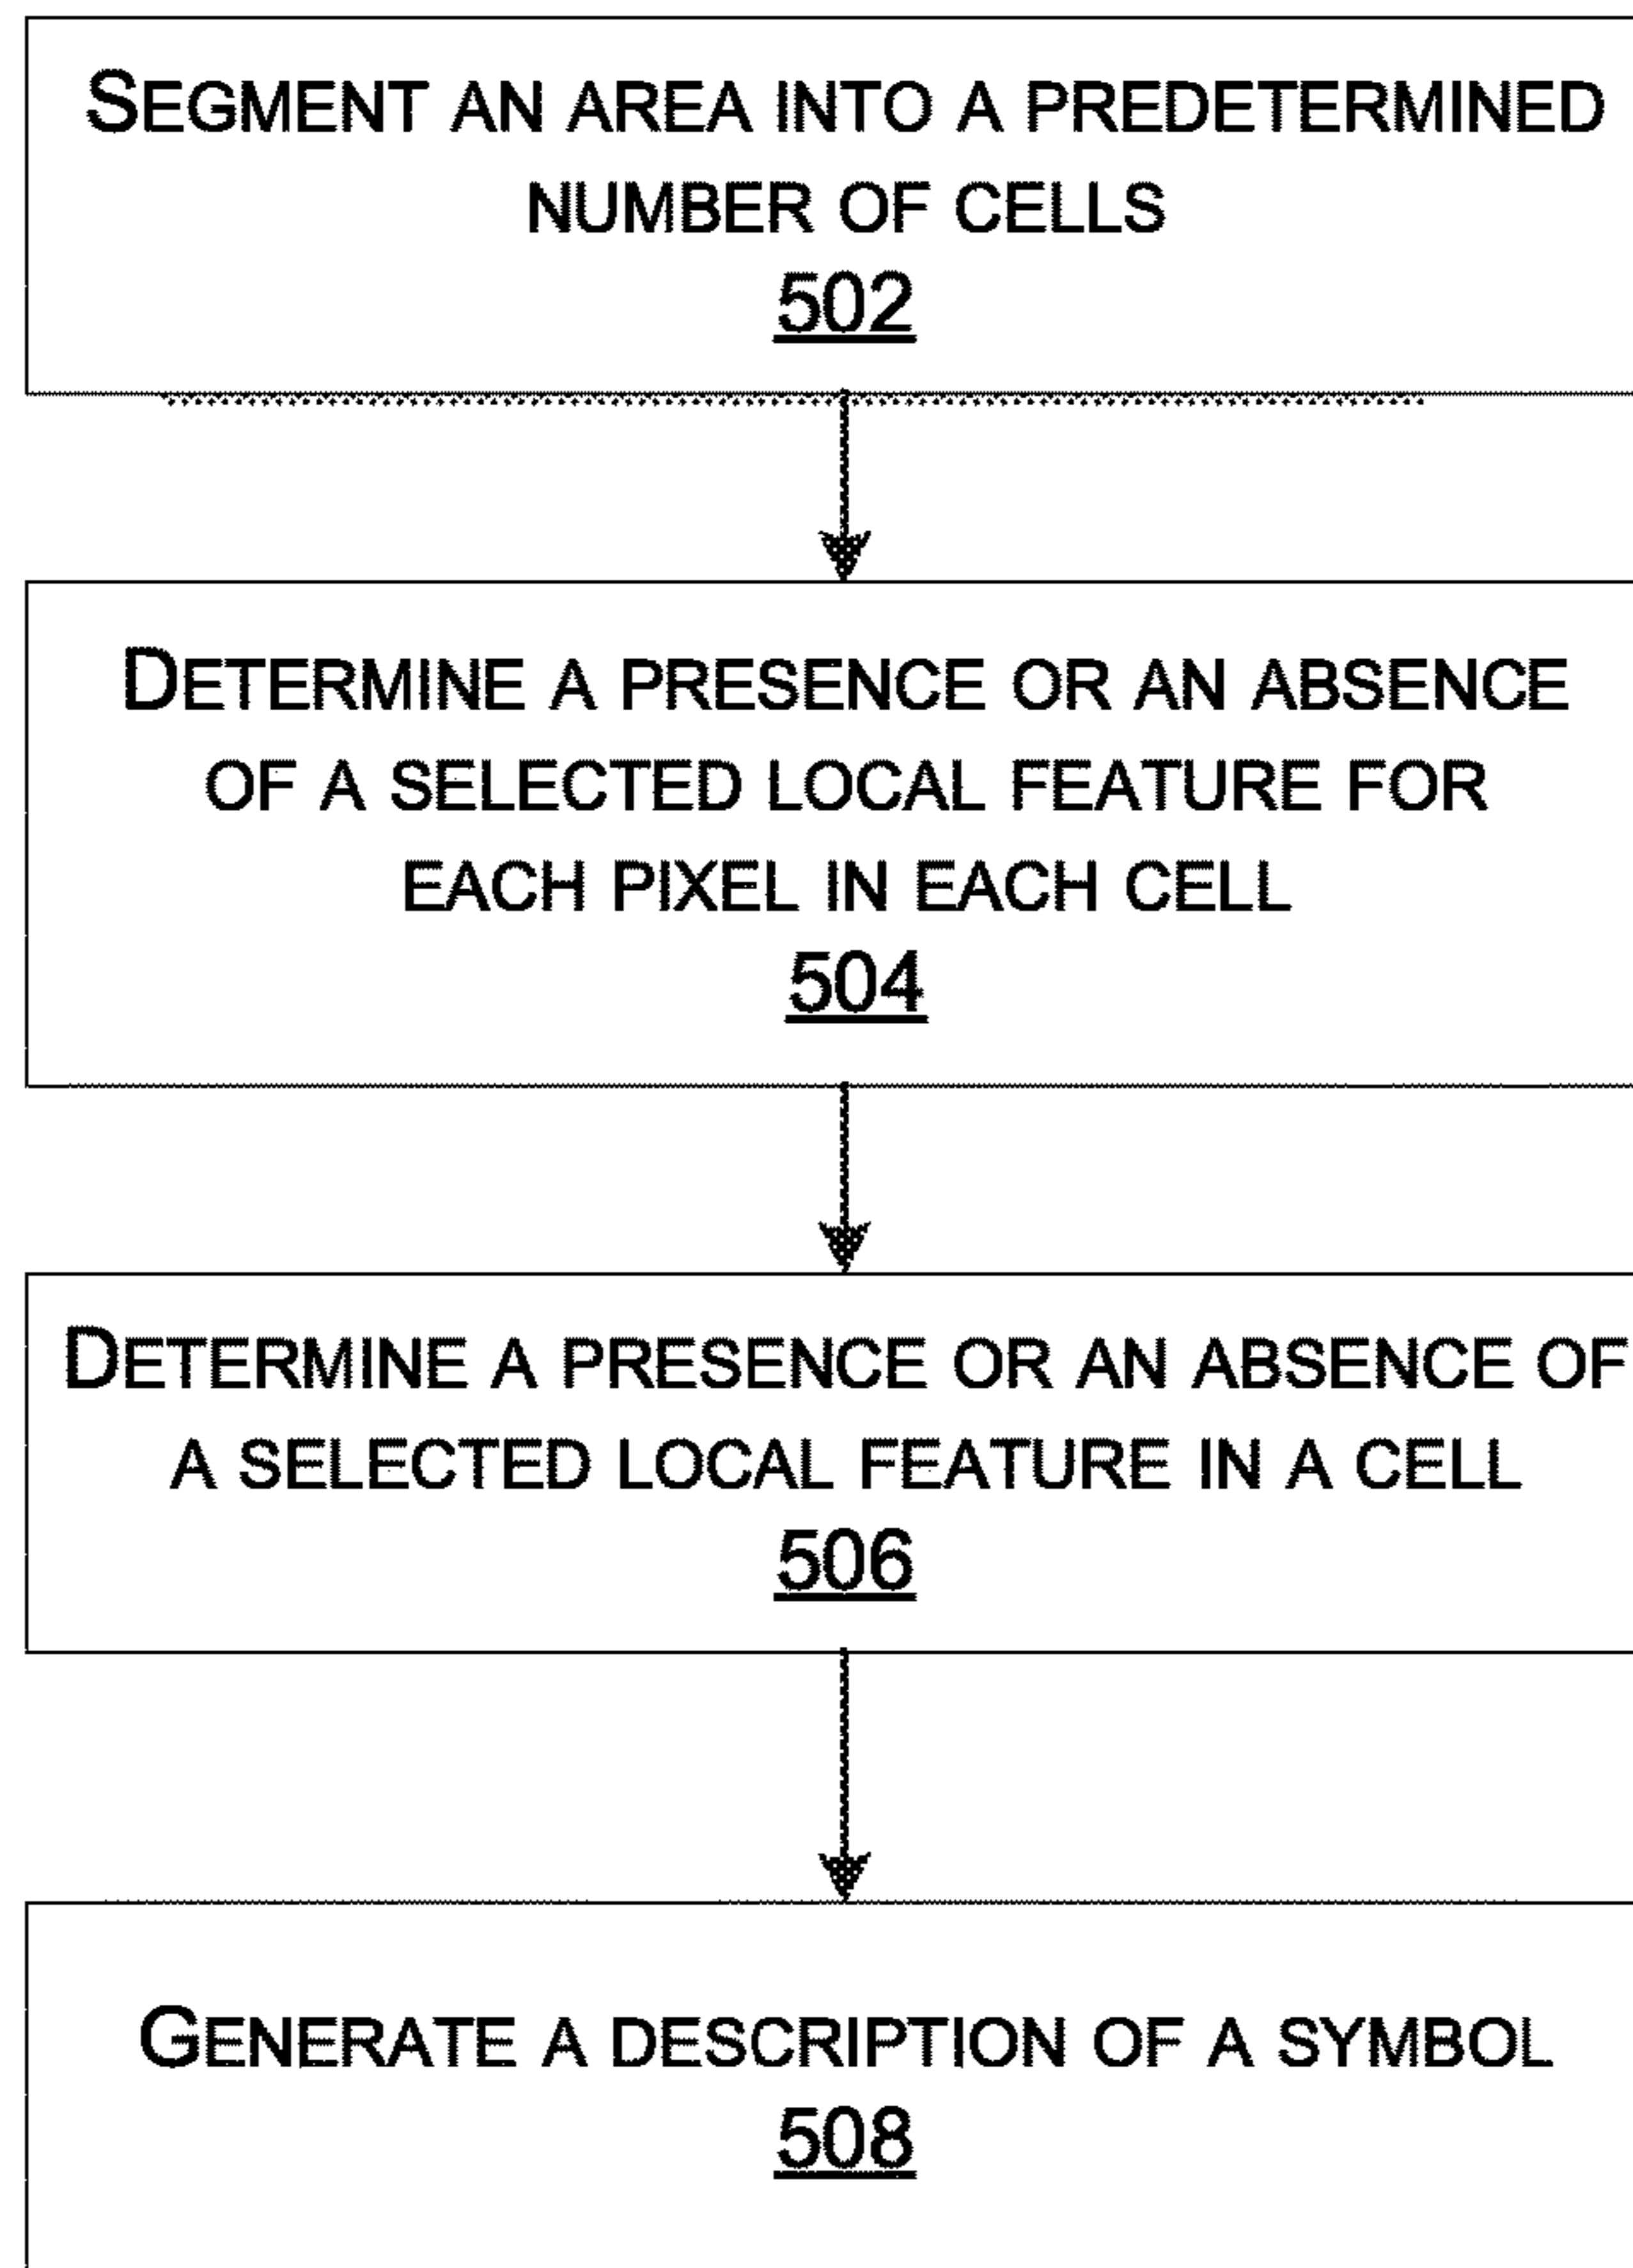 SEGMENT AN AREA INTO A PREDETERMINED
NUMBER OF CELLS
502
DETERMINE A PRESENCE OR AN ABSENCE
OF A SELECTED LOCAL FEATURE FOR
EACH PIXEL IN EACH CELL
504
DETERMINE A PRESENCE OR AN ABSENCE OF
A SELECTED LOCAL FEATURE IN A CELL
506
GENERATE A DESCRIPTION OF A SYMBOL
508